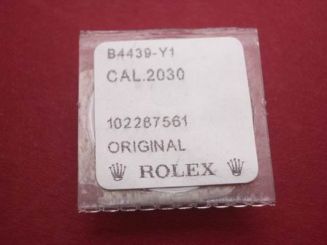 B4439-Y1
CAL.2030
102287561
ORIGINAL
ROLEX